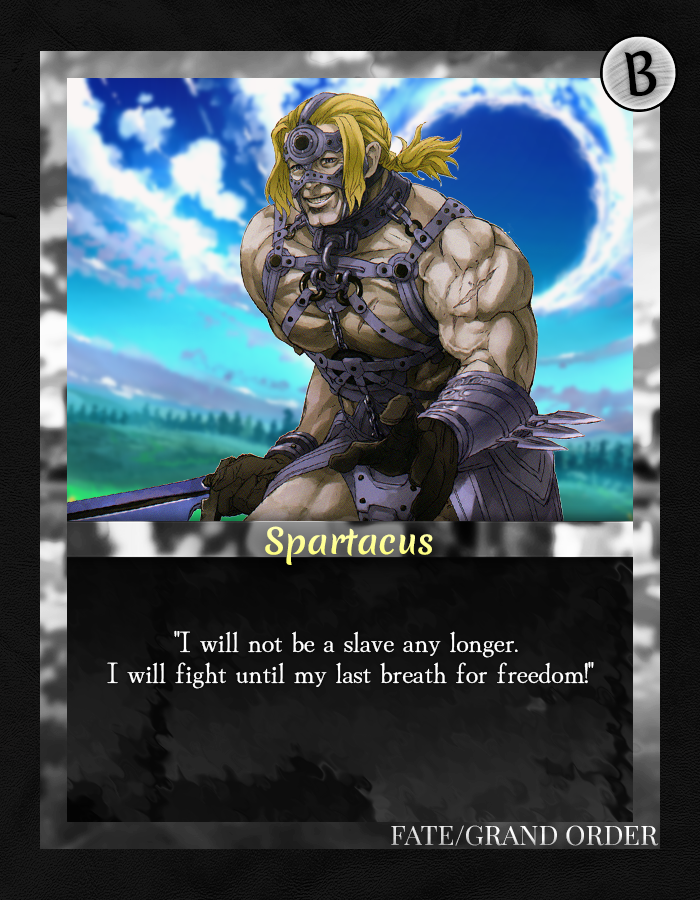 B
Spartacus
"I will not be a slave any longer.
I will fight until my last breath for freedom!"
FATE/GRAND ORDER